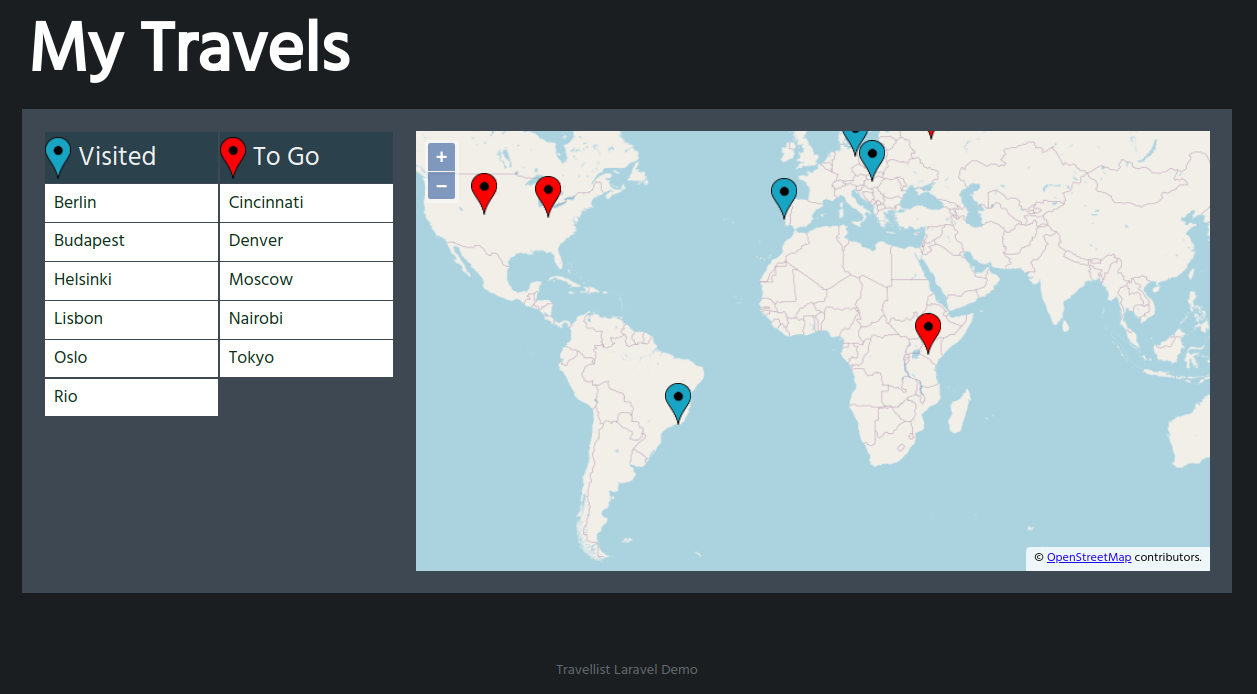 My Travels
Visited To Go
Berlin Cincinnati
Budapest Denver
Helsinki Moscow
Lisbon Nairobi
Oslo Tokyo
Rio
+
−
© OpenStreetMap contributors.
Travellist Laravel Demo